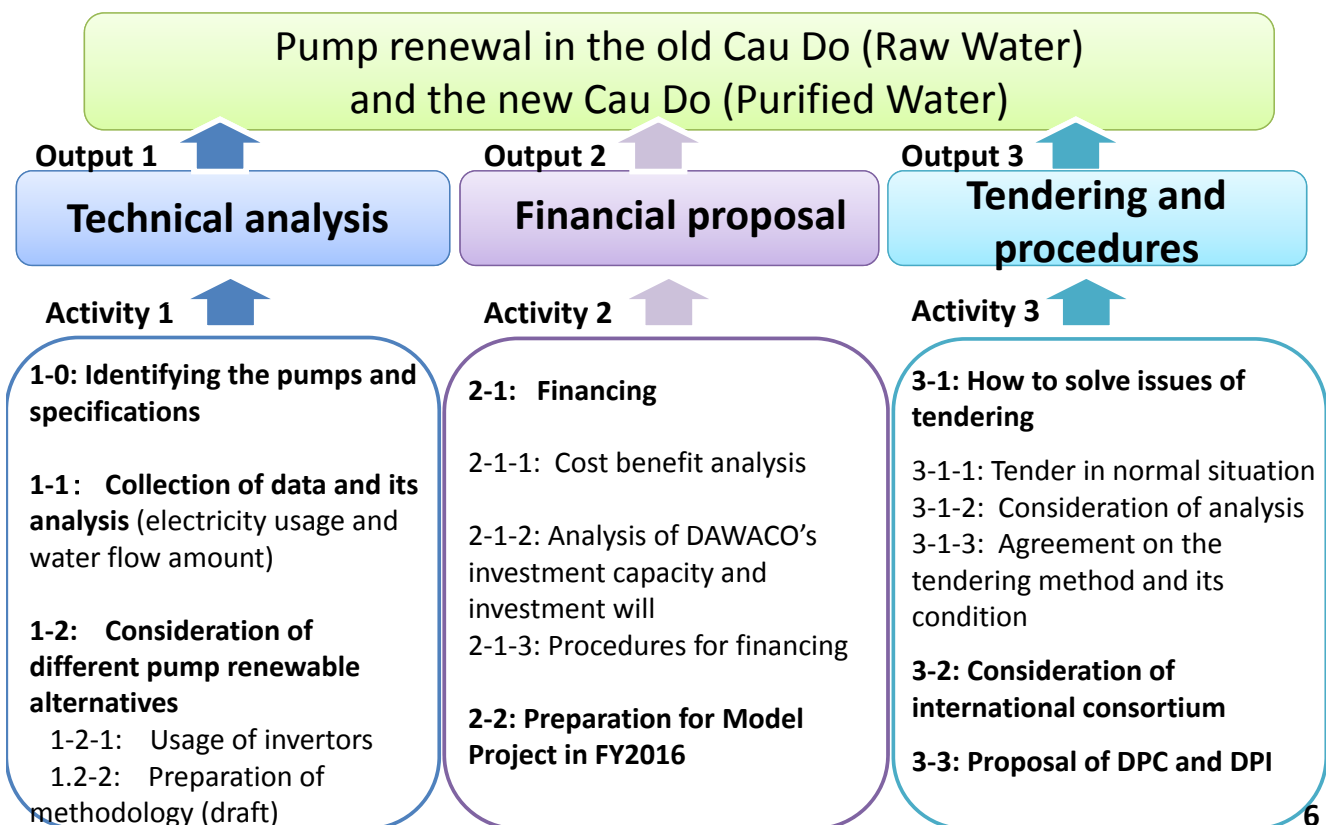 Pump renewal in the old Cau Do (Raw Water)
and the new Cau Do (Purified Water)
Output 1
Technical analysis
Activity 1
1-0: Identifying the pumps and
specifications
1-1： Collection of data and its
analysis (electricity usage and
water flow amount)
1-2: Consideration of
different pump renewable
alternatives
1-2-1: Usage of invertors
1.2-2: Preparation of
methodology (draft)
Output 2
Financial proposal
Activity 2
2-1: Financing
2-1-1: Cost benefit analysis
2-1-2: Analysis of DAWACO’s
investment capacity and
investment will
2-1-3: Procedures for financing
2-2: Preparation for Model
Project in FY2016
Output 3
Tendering and
procedures
Activity 3
3-1: How to solve issues of
tendering
3-1-1: Tender in normal situation
3-1-2: Consideration of analysis
3-1-3: Agreement on the
tendering method and its
condition
3-2: Consideration of
international consortium
3-3: Proposal of DPC and DPI
6